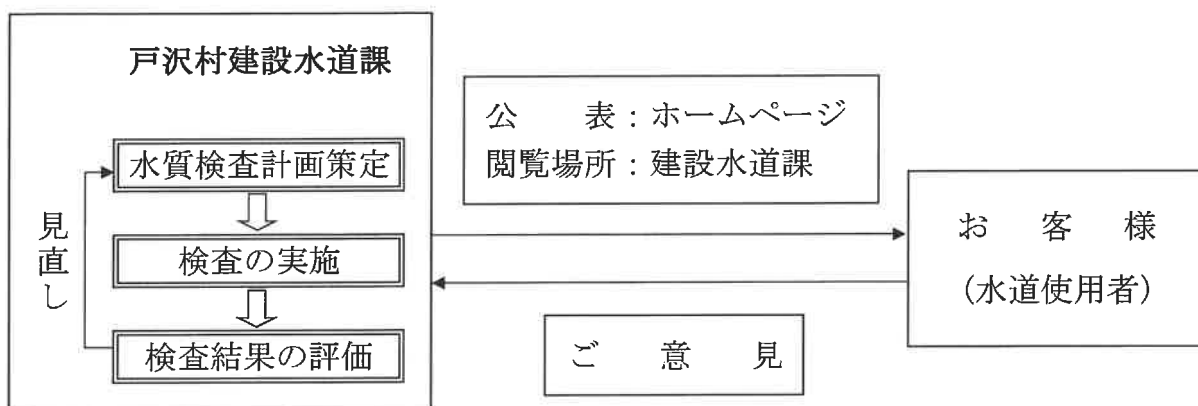 戸沢村建設水道課
水質検査計画策定
検査の実施
検査結果の評価
見直し
公　　表：ホームページ
閲覧場所：建設水道課
お　客　様
（水道使用者）
ご　意　見